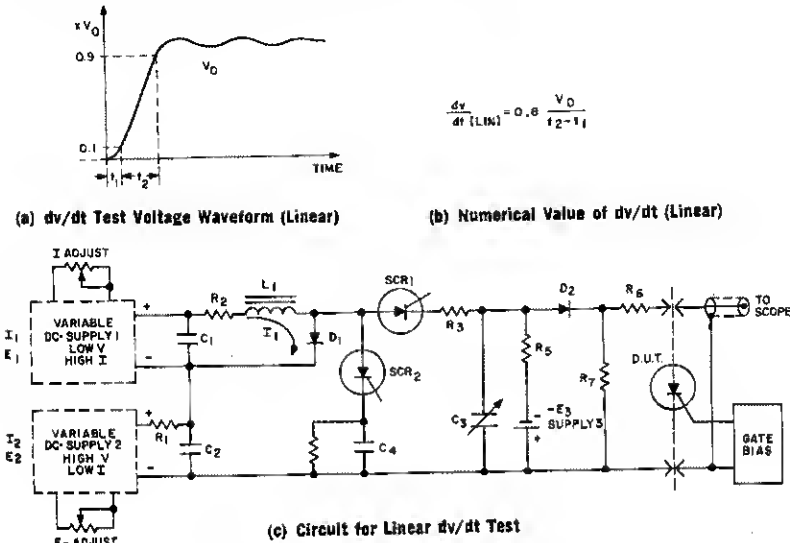 xV₀
0.9
V₀
0.1
t₁ t₂
TIME
dv/dt (LIN) = 0.8 V₀/t₂-t₁
(a) dv/dt Test Voltage Waveform (Linear)
(b) Numerical Value of dv/dt (Linear)
I ADJUST
I₁
E₁
VARIABLE
DC-SUPPLY 1
LOW V
HIGH I
+
-
R₂
L₁
I₁
C₁
D₁
SCR₁
SCR₂
R₃
D₂
R₆
TO
SCOPE
I₂
E₂
VARIABLE
DC-SUPPLY 2
HIGH V
LOW I
+
-
R₁
C₂
C₄
C₃
R₅
- -E₃
SUPPLY 3
+
R₇
D.U.T.
GATE
BIAS
ADJUST
(c) Circuit for Linear dv/dt Test